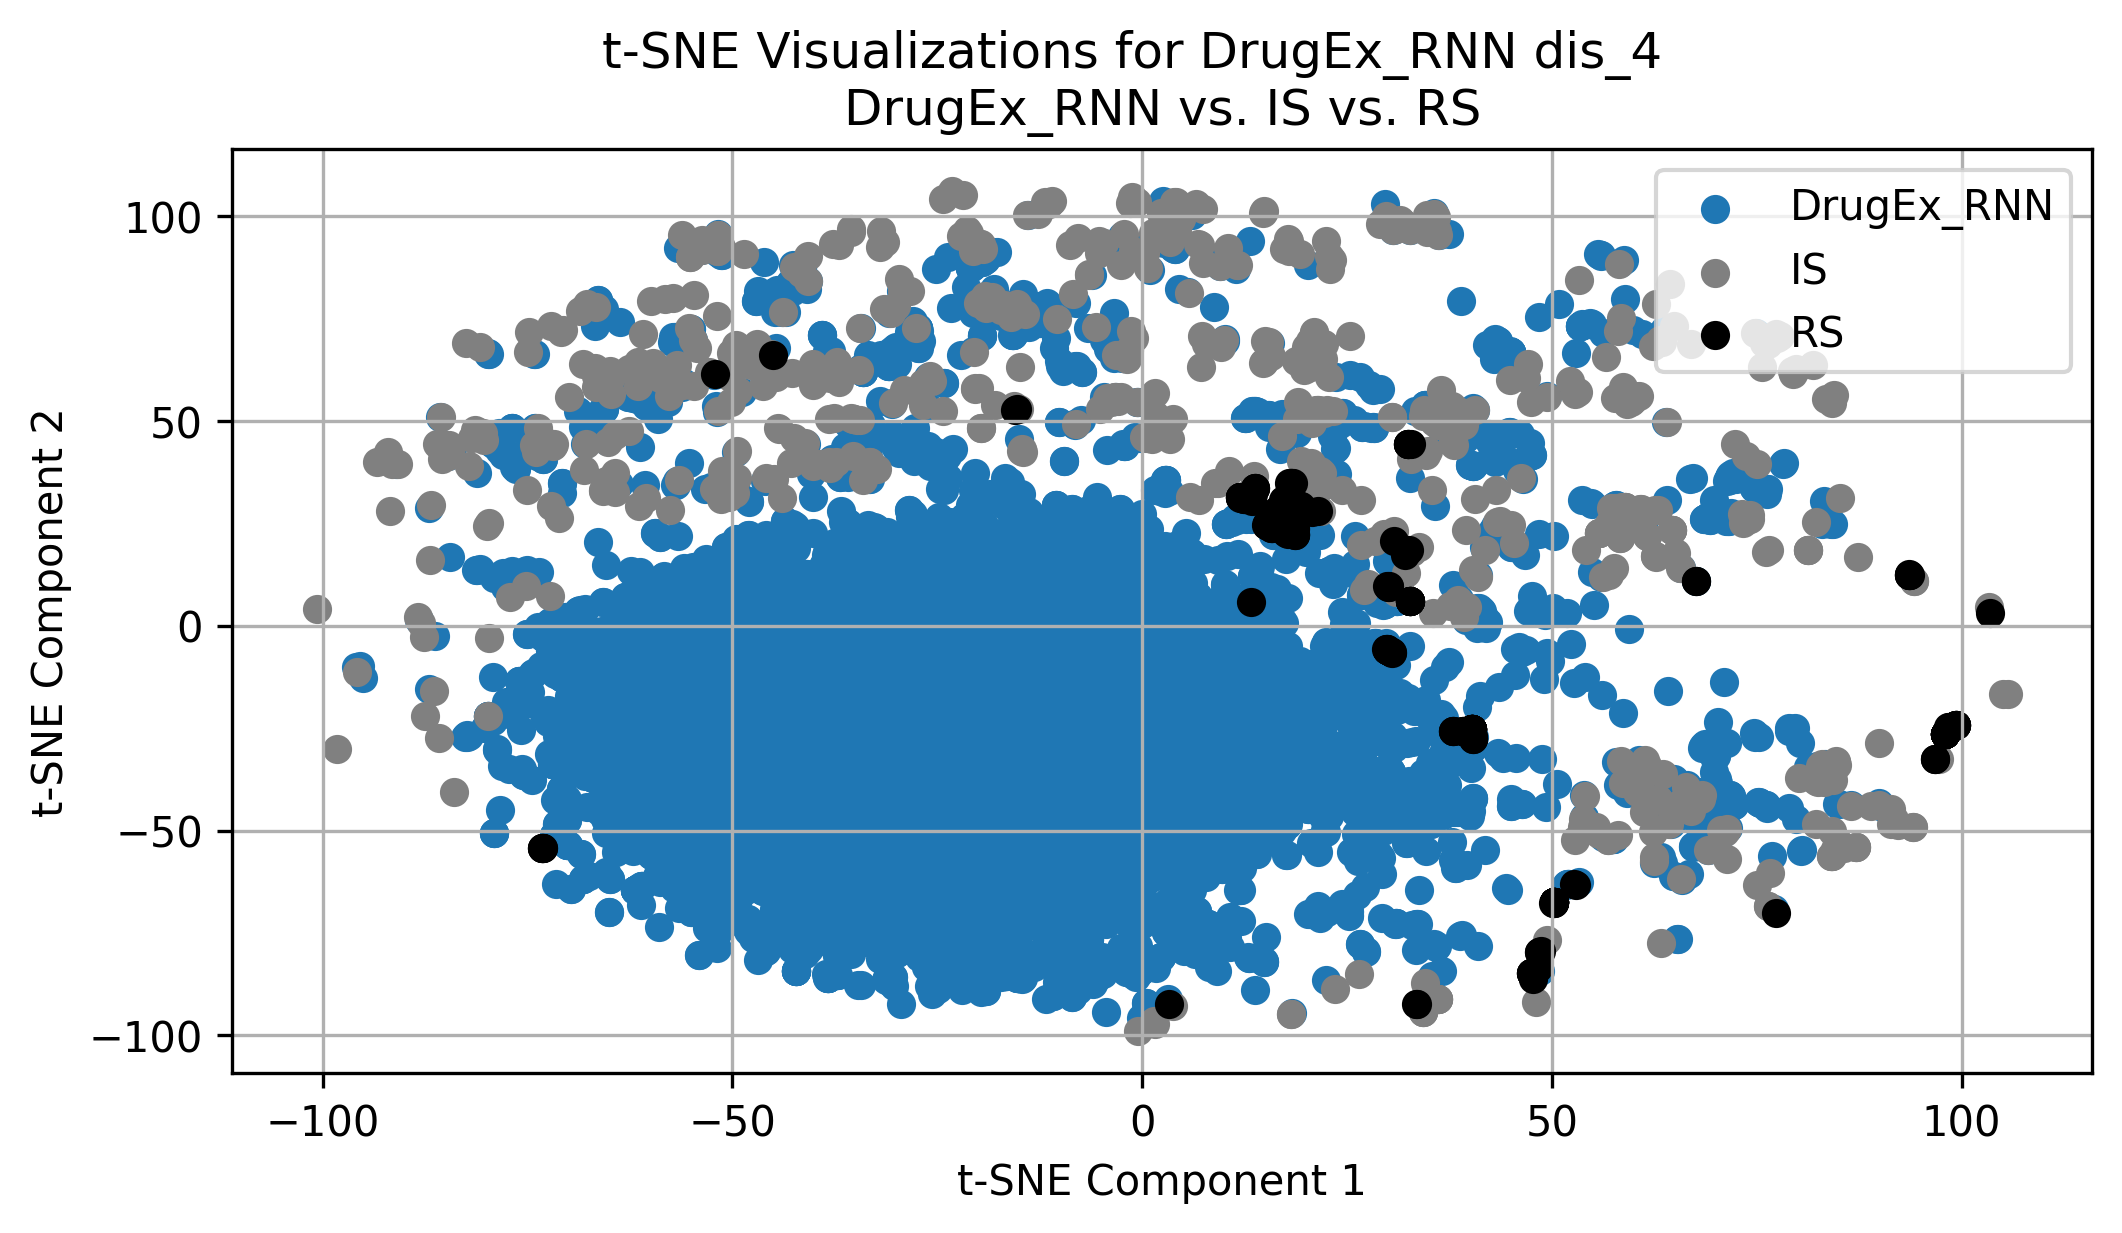 t-SNE Visualizations for DrugEx_RNN dis_4
DrugEx_RNN vs. IS vs. RS
DrugEx_RNN
IS
RS
t-SNE Component 2
100
50
0
−50
−100
−100
−50
0
50
100
t-SNE Component 1